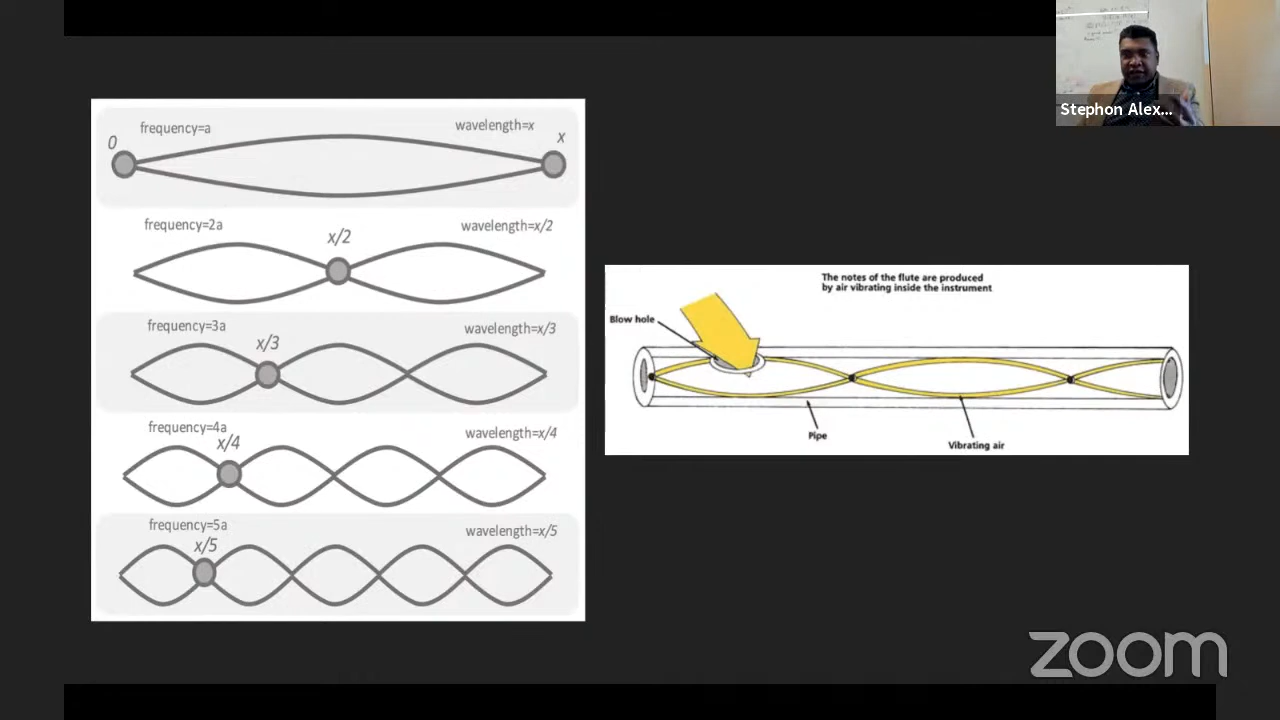 Stephon Alex...
0
frequency=a
wavelength=x
x
frequency=2a
x/2
wavelength=x/2
frequency=3a
x/3
wavelength=x/3
frequency=4a
x/4
wavelength=x/4
frequency=5a
x/5
wavelength=x/5
The notes of the flute are produced
by air vibrating inside the instrument
Blow hole
Pipe
Vibrating air
zoom